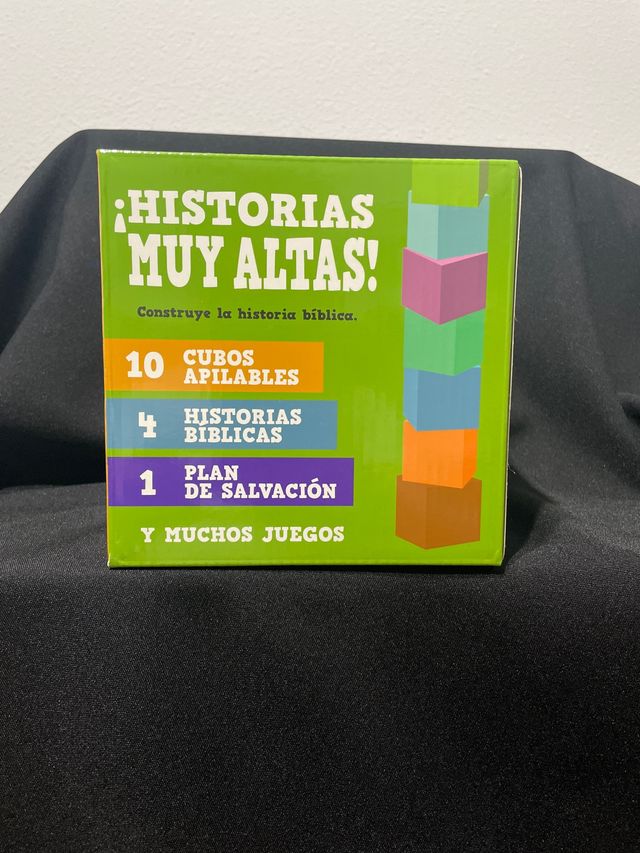 ¡HISTORIAS
MUY ALTAS!
Construye la historia bíblica.
10 CUBOS
APILABLES
4 HISTORIAS
BÍBLICAS
1 PLAN
DE SALVACIÓN
Y MUCHOS JUEGOS